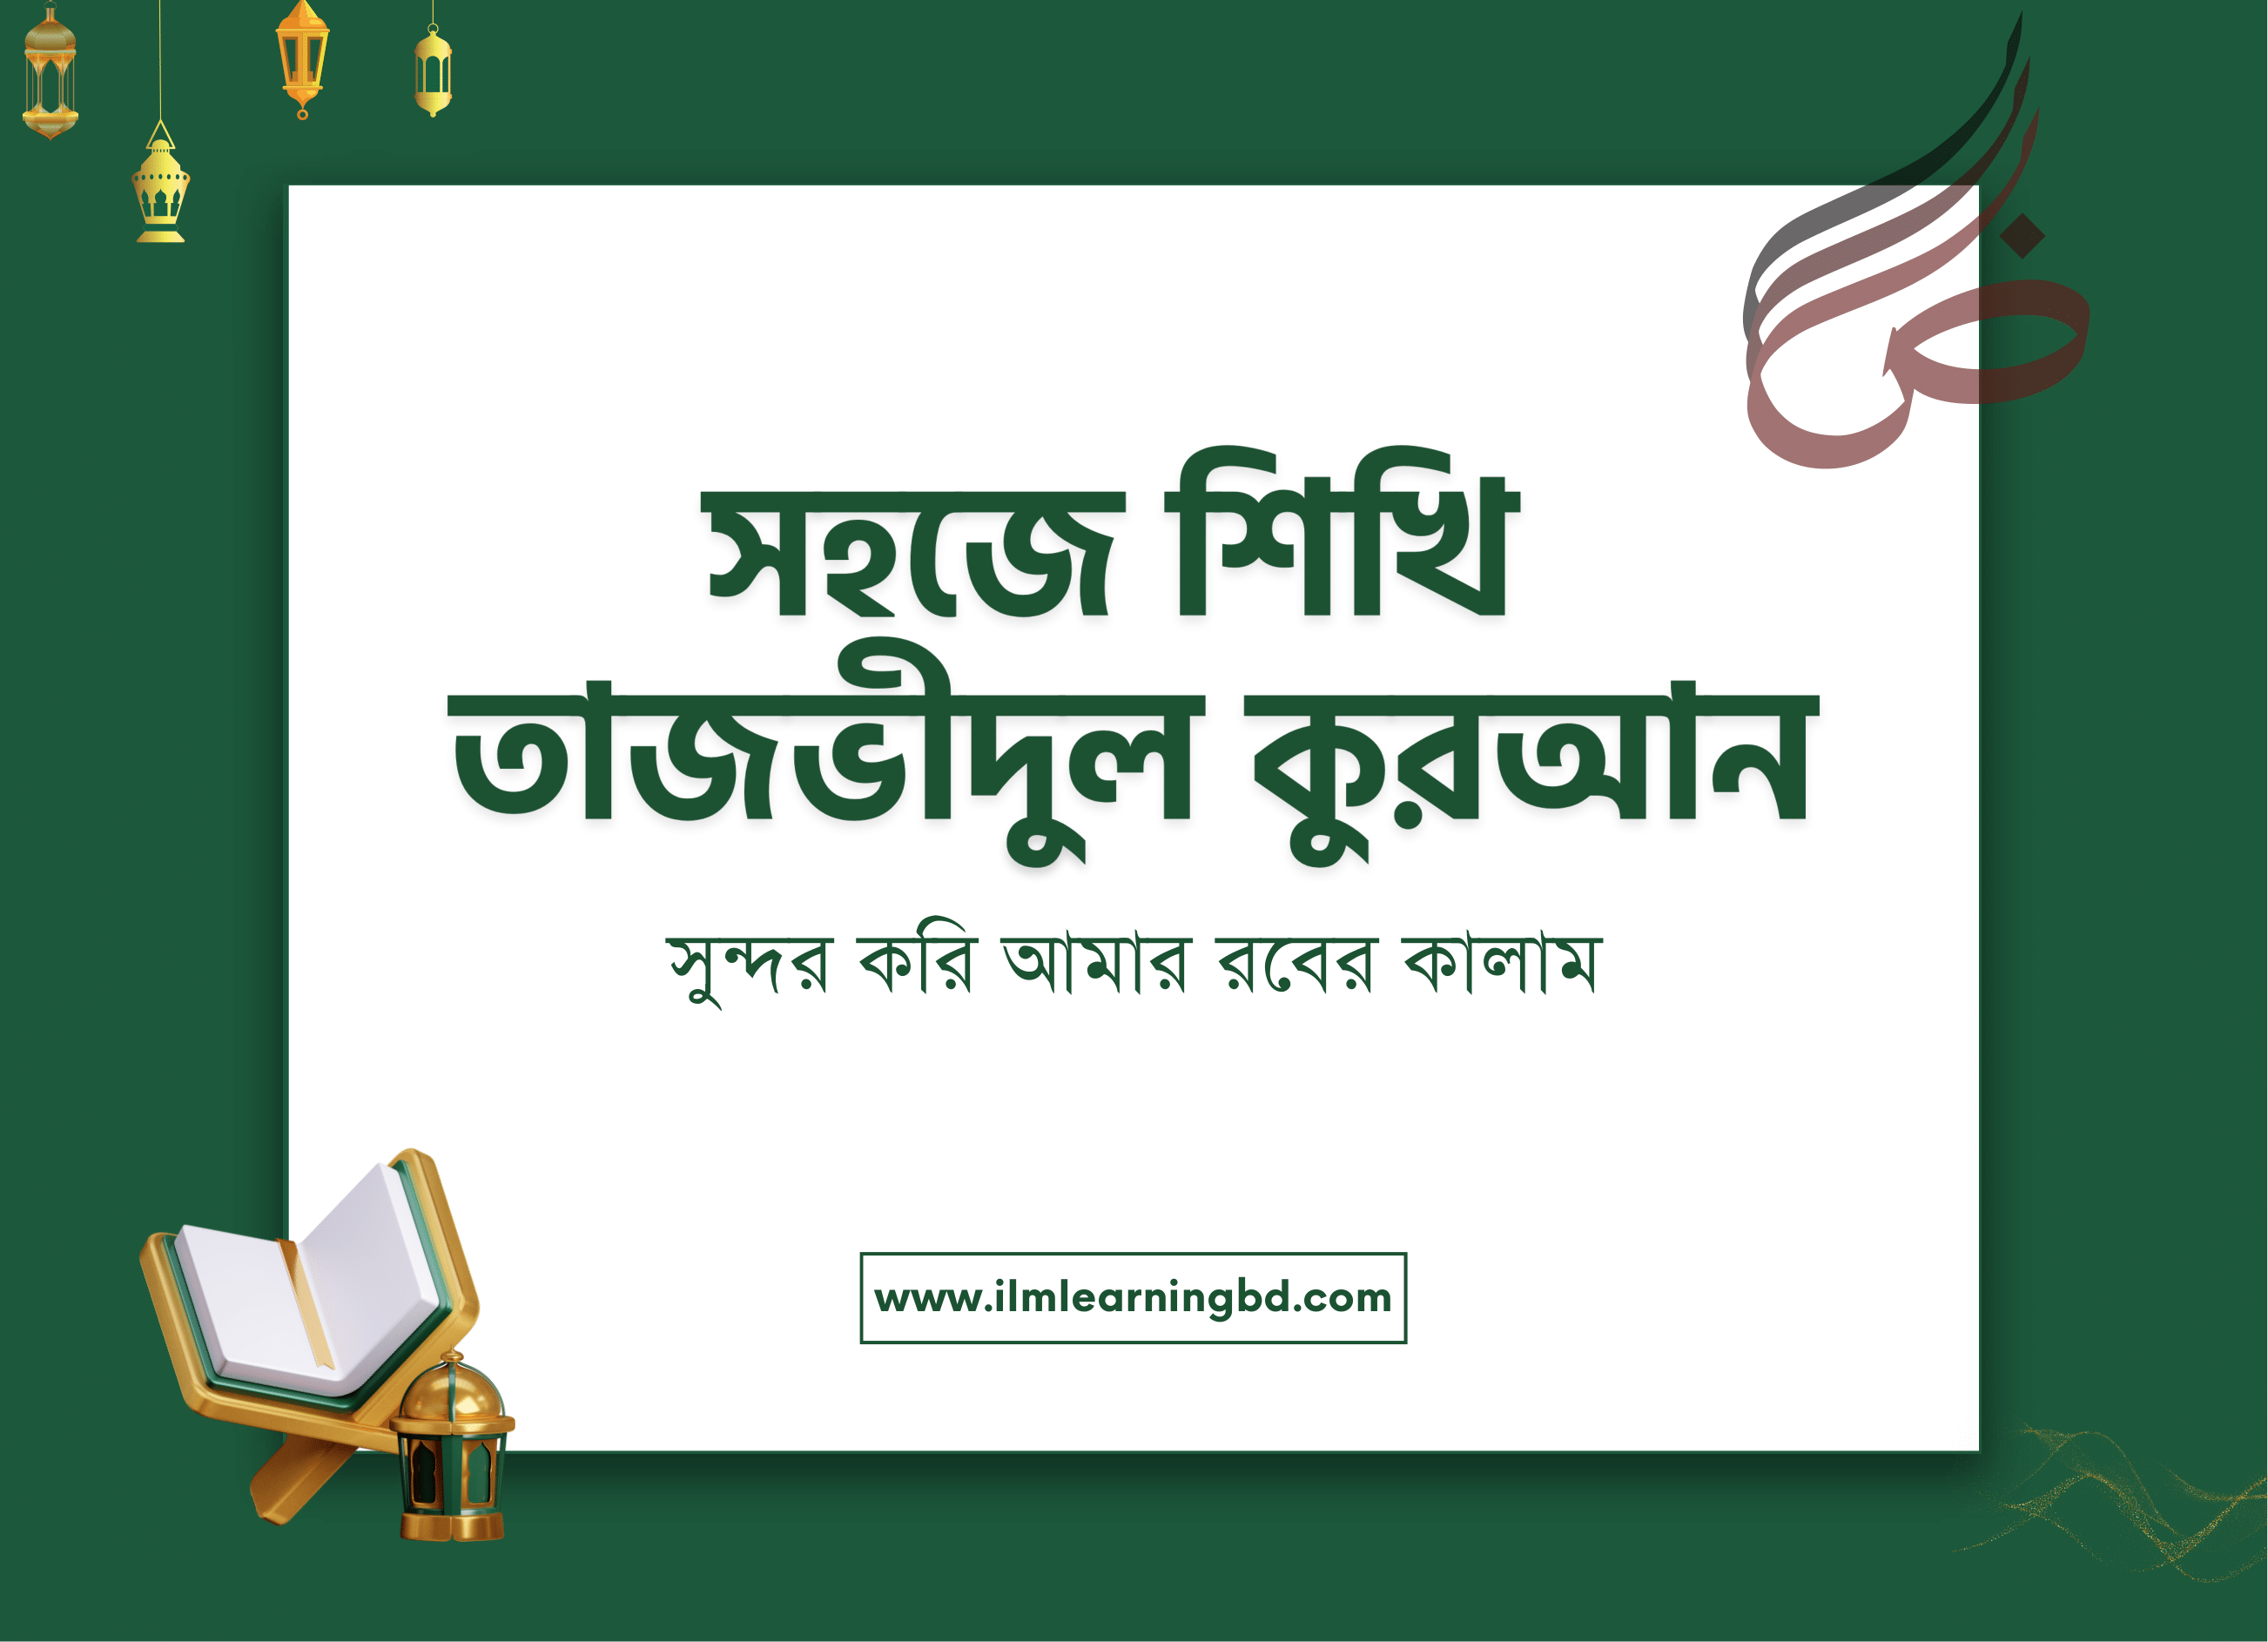 সহজে শিখি
তাজভীদুল কুরআন
সুন্দর করি আমার রবের কালাম
www.ilmlearningbd.com